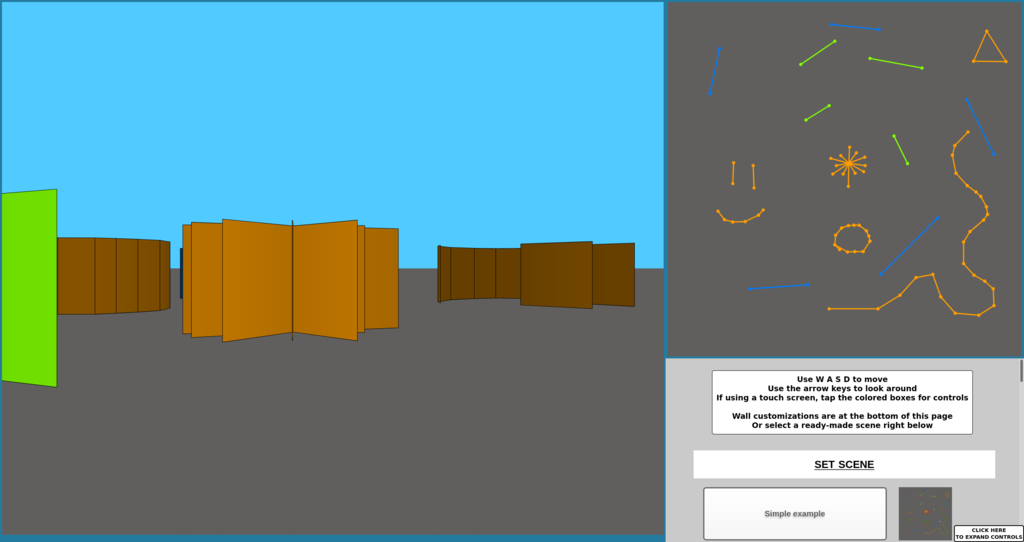 Use W A S D to move
Use the arrow keys to look around
If using a touch screen, tap the colored boxes for controls
Wall customizations are at the bottom of this page
Or select a ready-made scene right below
SET SCENE
Simple example
CLICK HERE
TO EXPAND CONTROLS